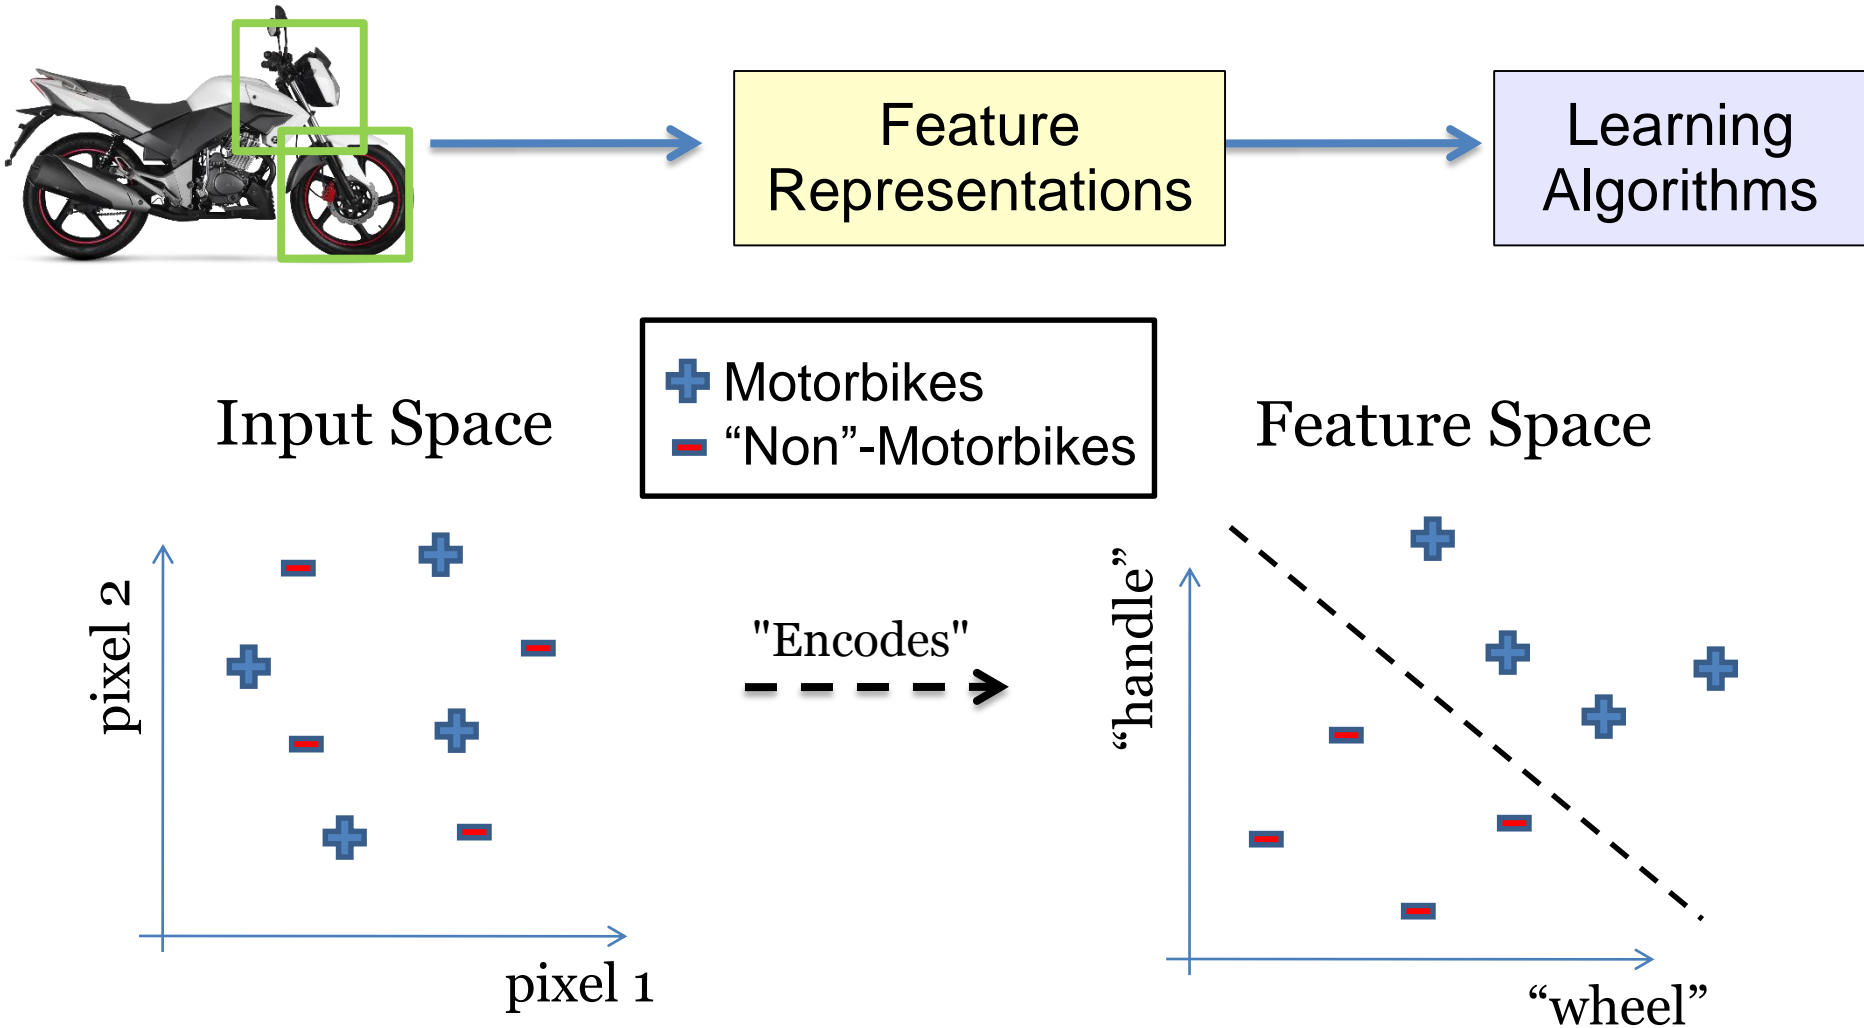 Feature
Representations
Learning
Algorithms
Motorbikes
“Non”-Motorbikes
Input Space
Feature Space
pixel 2
pixel 1
"Encodes"
“handle”
“wheel”